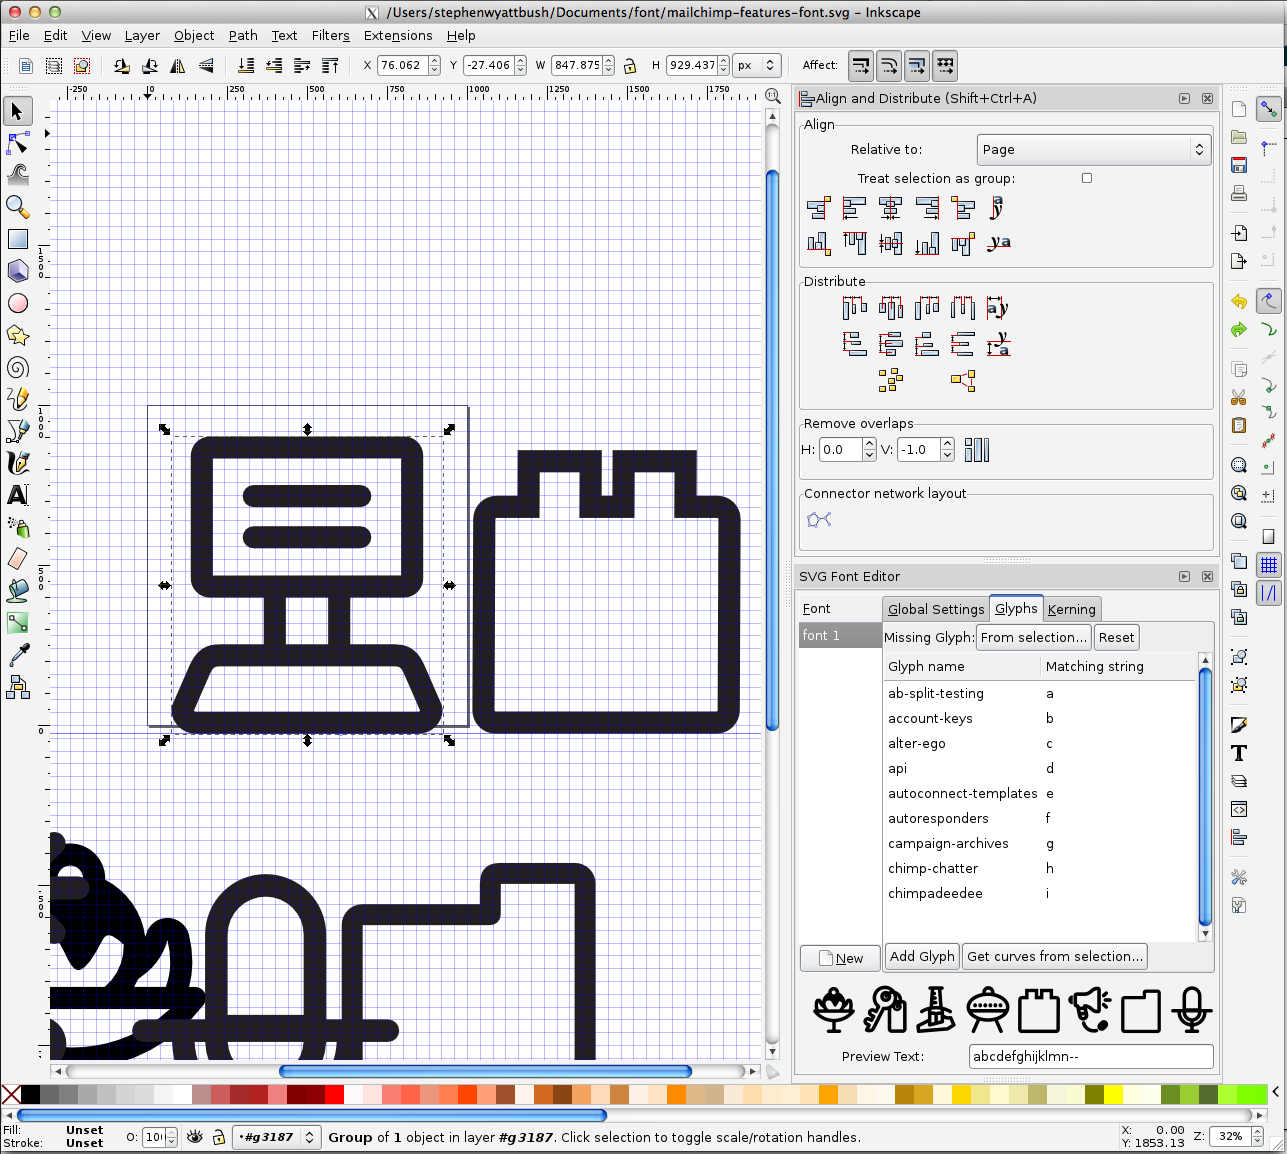 /Users/stephenwyattbush/Documents/font/mailchimp-features-font.svg - Inkscape
File Edit View Layer Object Path Text Filters Extensions Help
X 76.062 Y -27.406 W 847.875 H 929.437 px Affect:
-250 0 250 500 750 1000 1250 1500 1750
1:1
Align and Distribute (Shift+Ctrl+A)
Align
Relative to: Page
Treat selection as group:
Distribute
Remove overlaps
H: 0.0 V: -1.0
Connector network layout
SVG Font Editor
Font Global Settings Glyphs Kerning
font 1 Missing Glyph: From selection... Reset
Glyph name Matching string
ab-split-testing a
account-keys b
alter-ego c
api d
autoconnect-templates e
autoresponders f
campaign-archives g
chimp-chatter h
chimpadeedee i
New Add Glyph Get curves from selection...
Preview Text: abcdefghijklmn--
Fill: Unset
Stroke: Unset
O: 10 •#g3187 Group of 1 object in layer #g3187. Click selection to toggle scale/rotation handles.
X: 0.00
Y: 1853.13
Z: 32%